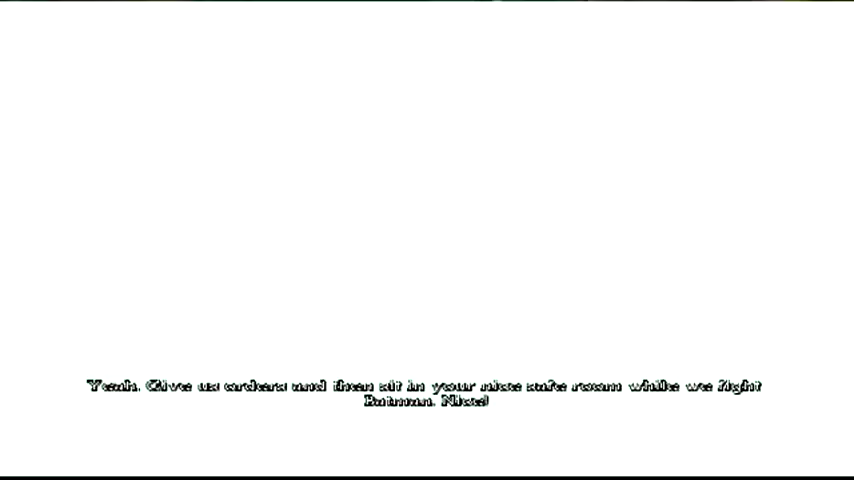 Yeah. Give us orders and then sit in your nice safe room while we fight
Batman. Nice!